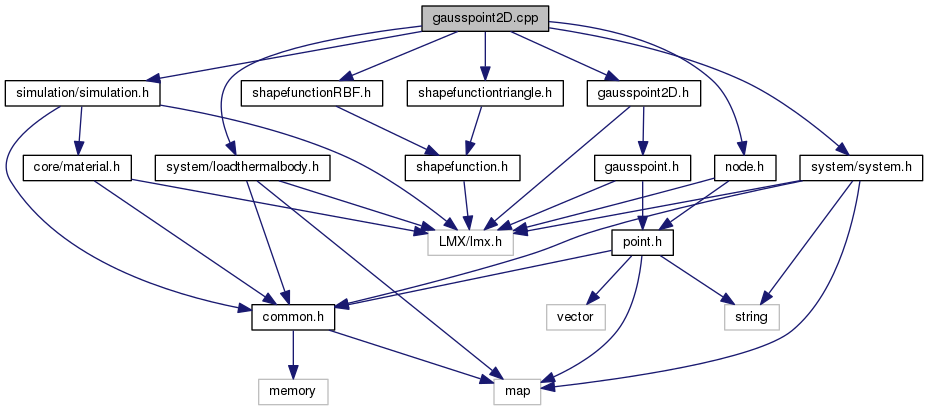 gausspoint2D.cpp
simulation/simulation.h
shapefunctionRBF.h
shapefunctiontriangle.h
gausspoint2D.h
core/material.h
system/loadthermalbody.h
shapefunction.h
gausspoint.h
node.h
system/system.h
LMX/lmx.h
point.h
common.h
vector
string
memory
map